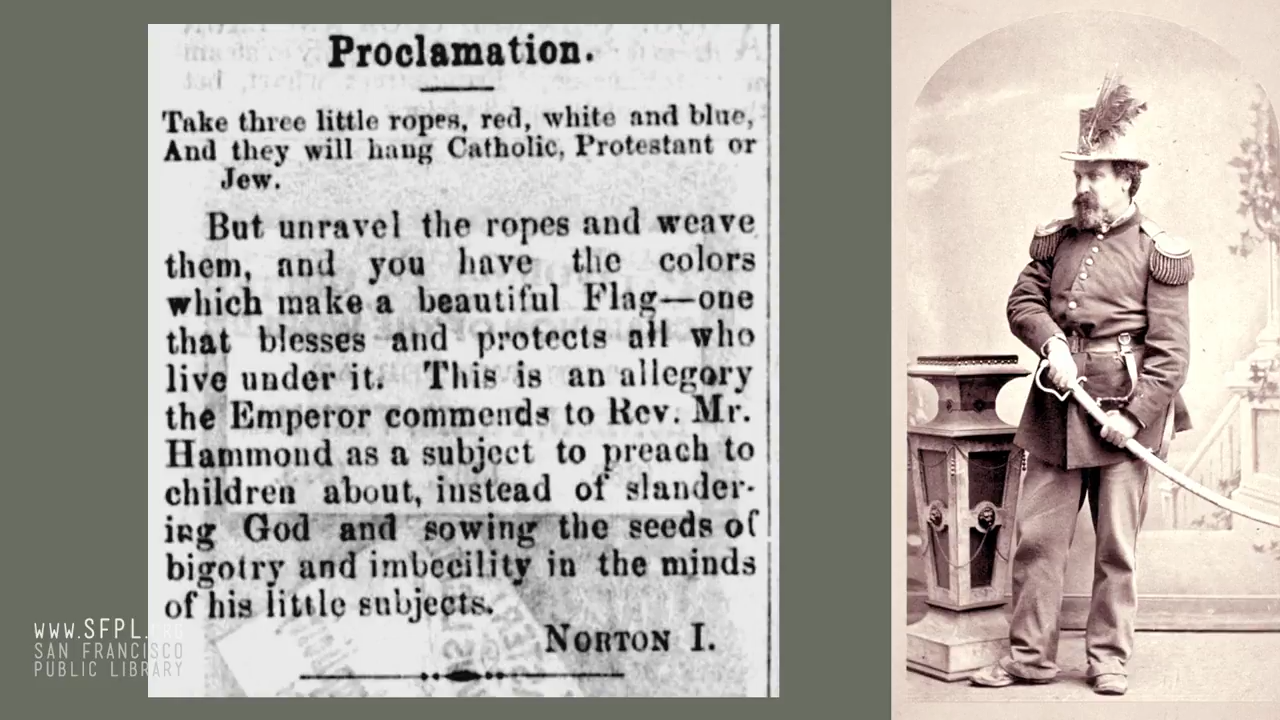 Proclamation.
Take three little ropes, red, white and blue,
And they will hang Catholic, Protestant or
Jew.
But unravel the ropes and weave
them, and you have the colors
which make a beautiful Flag—one
that blesses and protects all who
live under it. This is an allegory
the Emperor commends to Rev. Mr.
Hammond as a subject to preach to
children about, instead of slander-
ing God and sowing the seeds of
bigotry and imbecility in the minds
of his little subjects.
NORTON I.
WWW.SFPL.ORG
SAN FRANCISCO
PUBLIC LIBRARY